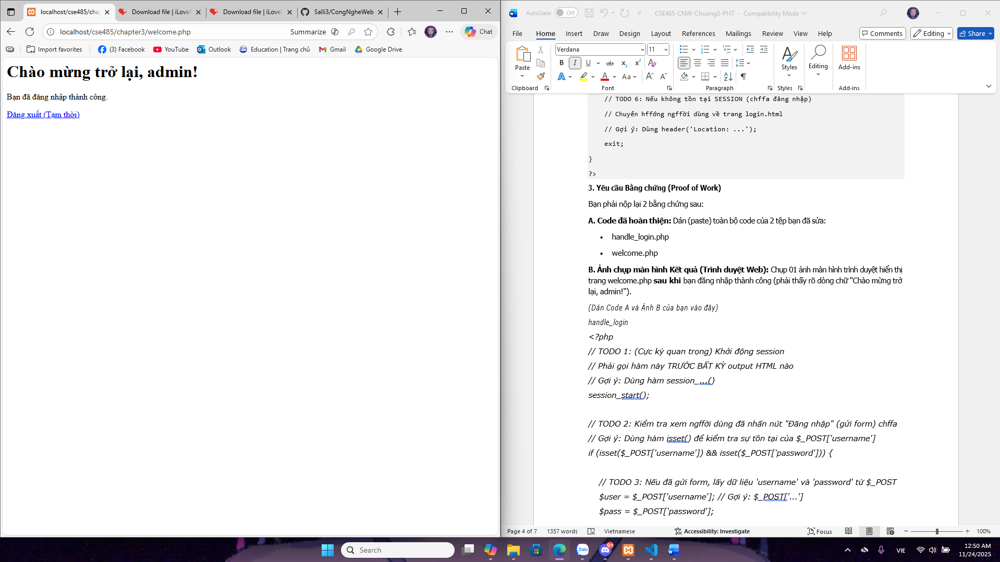 localhost/cse485/cha
Download file | iLoveP
Download file | iLoveP
Salli3/CongNgheWeb
localhost/cse485/chapter3/welcome.php
Summarize
Chat
Import favorites
(3) Facebook
YouTube
Outlook
Education | Trang chủ
Gmail
Google Drive
Chào mừng trở lại, admin!
Bạn đã đăng nhập thành công.
Đăng xuất (Tạm thời)
AutoSave
Off
CSE485-CNW-Chuong3-PHT - Compatibility Mode
File
Home
Insert
Draw
Design
Layout
References
Mailings
Review
View
Help
Comments
Editing
Share
Paste
Verdana
11
Styles
Editing
Add-ins
Clipboard
Font
Paragraph
Styles
Add-ins
// TODO 6: Nếu không tồn tại SESSION (chffa đăng nhập)
// Chuyển hffớng ngffời dùng về trang login.html
// Gợi ý: Dùng header('Location: ...');
exit;
}
?>
3. Yêu cầu Bằng chứng (Proof of Work)
Bạn phải nộp lại 2 bằng chứng sau:
A. Code đã hoàn thiện: Dán (paste) toàn bộ code của 2 tệp bạn đã sửa:
• handle_login.php
• welcome.php
B. Ảnh chụp màn hình Kết quả (Trình duyệt Web): Chụp 01 ảnh màn hình trình duyệt hiển thị
trang welcome.php sau khi bạn đăng nhập thành công (phải thấy rõ dòng chữ "Chào mừng trở
lại, admin!").
(Dán Code A và Ảnh B của bạn vào đây)
handle_login
<?php
// TODO 1: (Cực kỳ quan trọng) Khởi động session
// Phải gọi hàm này TRƯỚC BẤT KỲ output HTML nào
// Gợi ý: Dùng hàm session_...()
session_start();
// TODO 2: Kiểm tra xem ngffời dùng đã nhấn nút "Đăng nhập" (gửi form) chffa
// Gợi ý: Dùng hàm isset() để kiểm tra sự tồn tại của $_POST['username']
if (isset($_POST['username']) && isset($_POST['password'])) {
// TODO 3: Nếu đã gửi form, lấy dữ liệu 'username' và 'password' từ $_POST
$user = $_POST['username']; // Gợi ý: $_POST['...']
$pass = $_POST['password'];
Page 4 of 7
1357 words
Vietnamese
Accessibility: Investigate
Focus
100%
Search
Zalo
9+
VIE
12:50 AM
11/24/2025